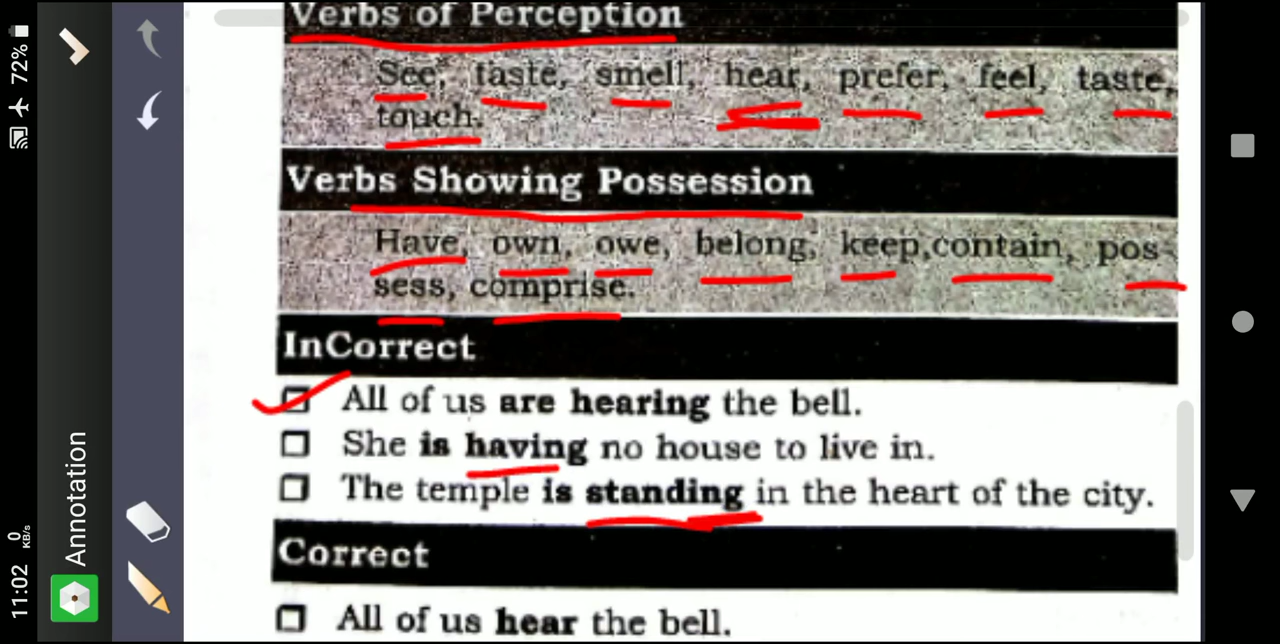 Verbs of Perception
See, taste, smell, hear, prefer, feel, taste,
touch.
Verbs Showing Possession
Have, own, owe, belong, keep,contain, pos-
sess, comprise.
InCorrect
All of us are hearing the bell.
She is having no house to live in.
The temple is standing in the heart of the city.
Correct
All of us hear the bell.
11:02 0 KB/s 72%
Annotation